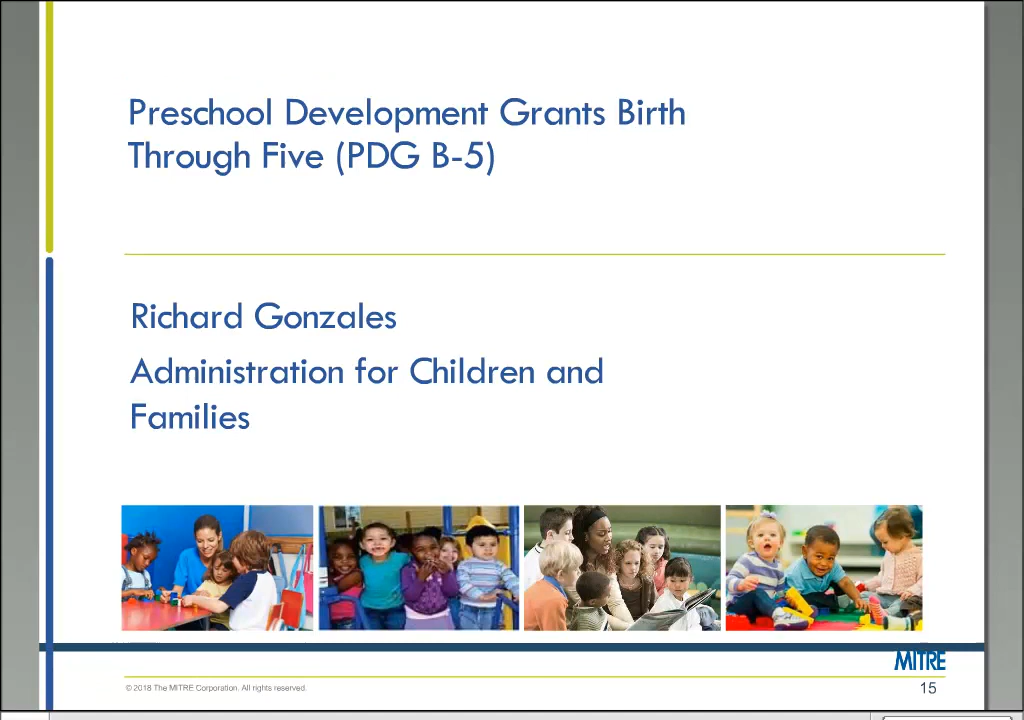 Preschool Development Grants Birth
Through Five (PDG B-5)
Richard Gonzales
Administration for Children and
Families
MITRE
© 2018 The MITRE Corporation. All rights reserved.
15